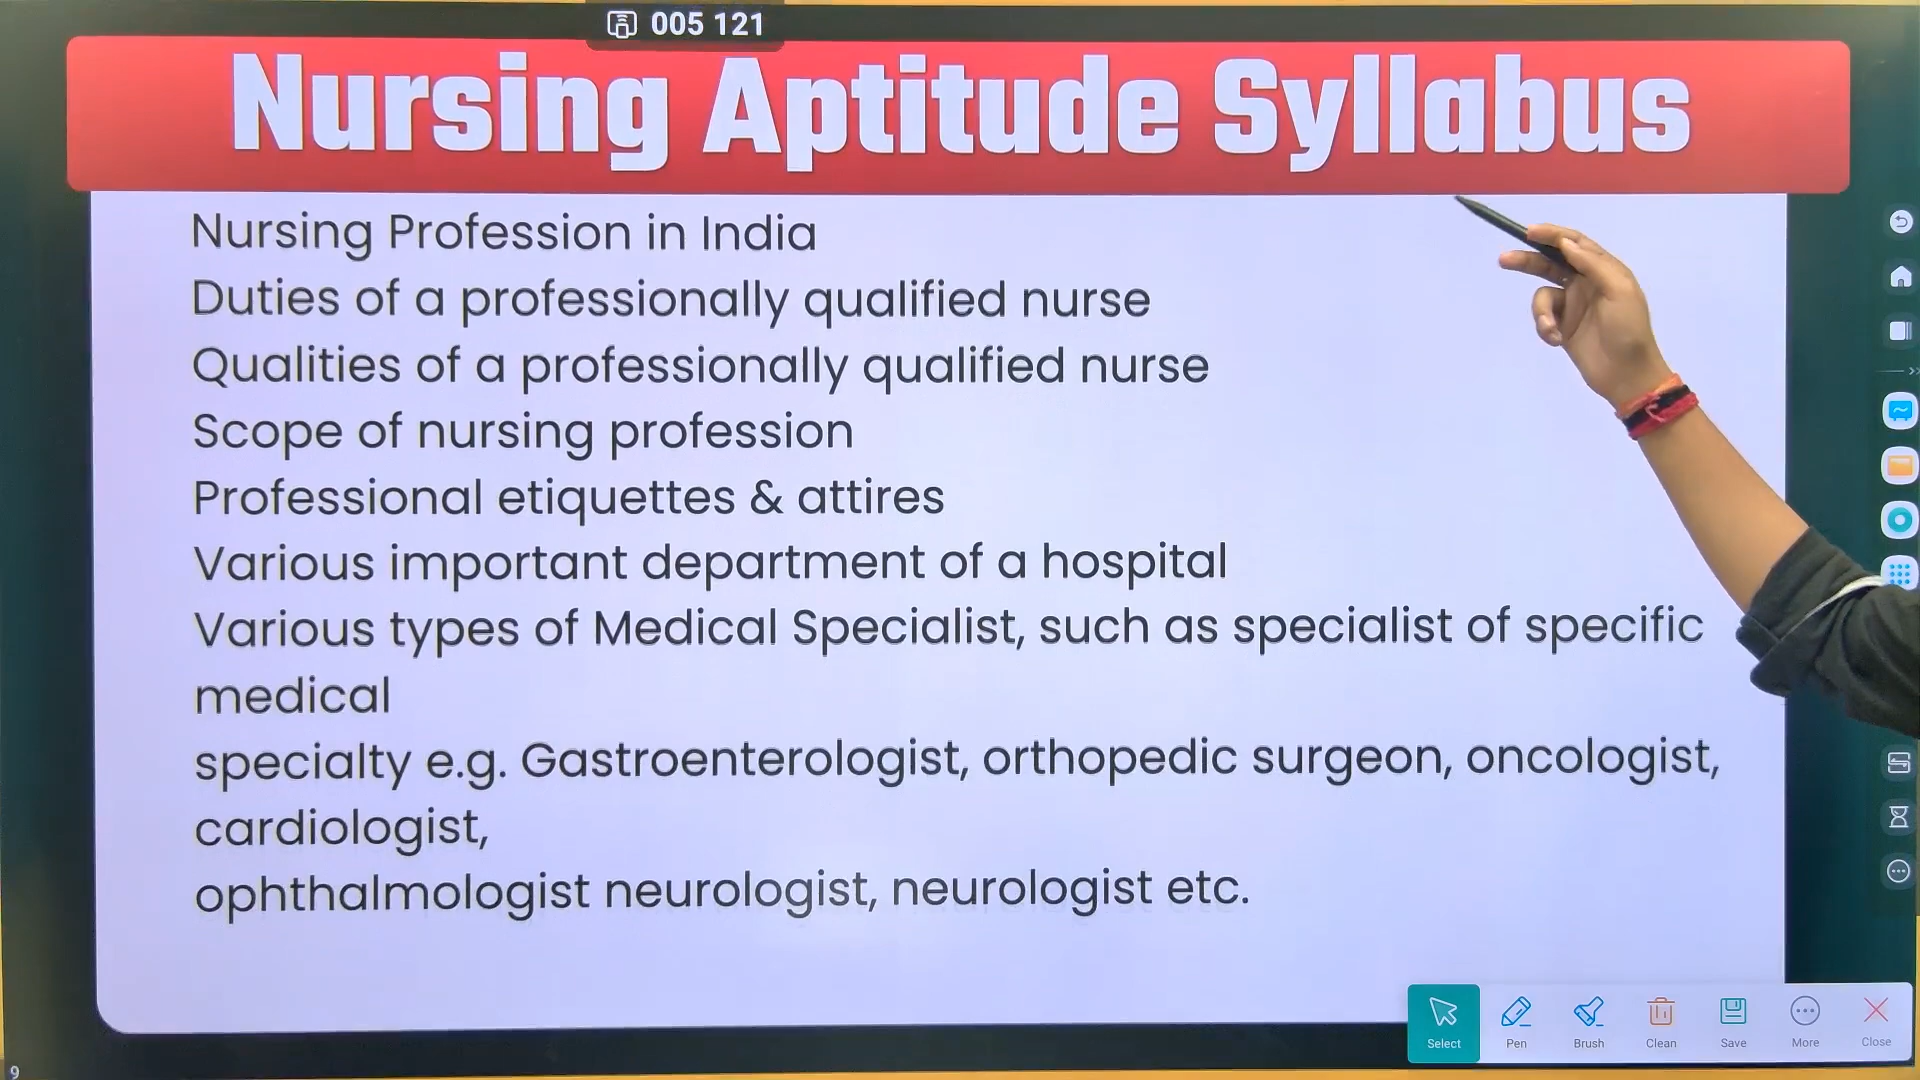 005 121
Nursing Aptitude Syllabus
Nursing Profession in India
Duties of a professionally qualified nurse
Qualities of a professionally qualified nurse
Scope of nursing profession
Professional etiquettes & attires
Various important department of a hospital
Various types of Medical Specialist, such as specialist of specific
medical
specialty e.g. Gastroenterologist, orthopedic surgeon, oncologist,
cardiologist,
ophthalmologist neurologist, neurologist etc.
Select Pen Brush Clean Save More Close
9